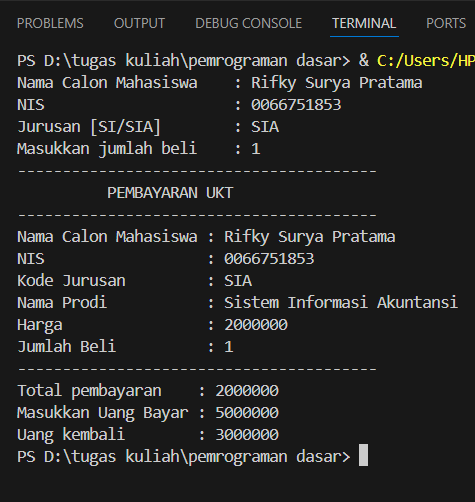 PROBLEMS OUTPUT DEBUG CONSOLE TERMINAL PORTS
PS D:\tugas kuliah\pemrograman dasar> & C:/Users/HP
Nama Calon Mahasiswa    : Rifky Surya Pratama
NIS                     : 0066751853
Jurusan [SI/SIA]        : SIA
Masukkan jumlah beli    : 1
----------------------------------------
          PEMBAYARAN UKT
----------------------------------------
Nama Calon Mahasiswa : Rifky Surya Pratama
NIS                  : 0066751853
Kode Jurusan         : SIA
Nama Prodi           : Sistem Informasi Akuntansi
Harga                : 2000000
Jumlah Beli          : 1
----------------------------------------
Total pembayaran    : 2000000
Masukkan Uang Bayar : 5000000
Uang kembali        : 3000000
PS D:\tugas kuliah\pemrograman dasar>